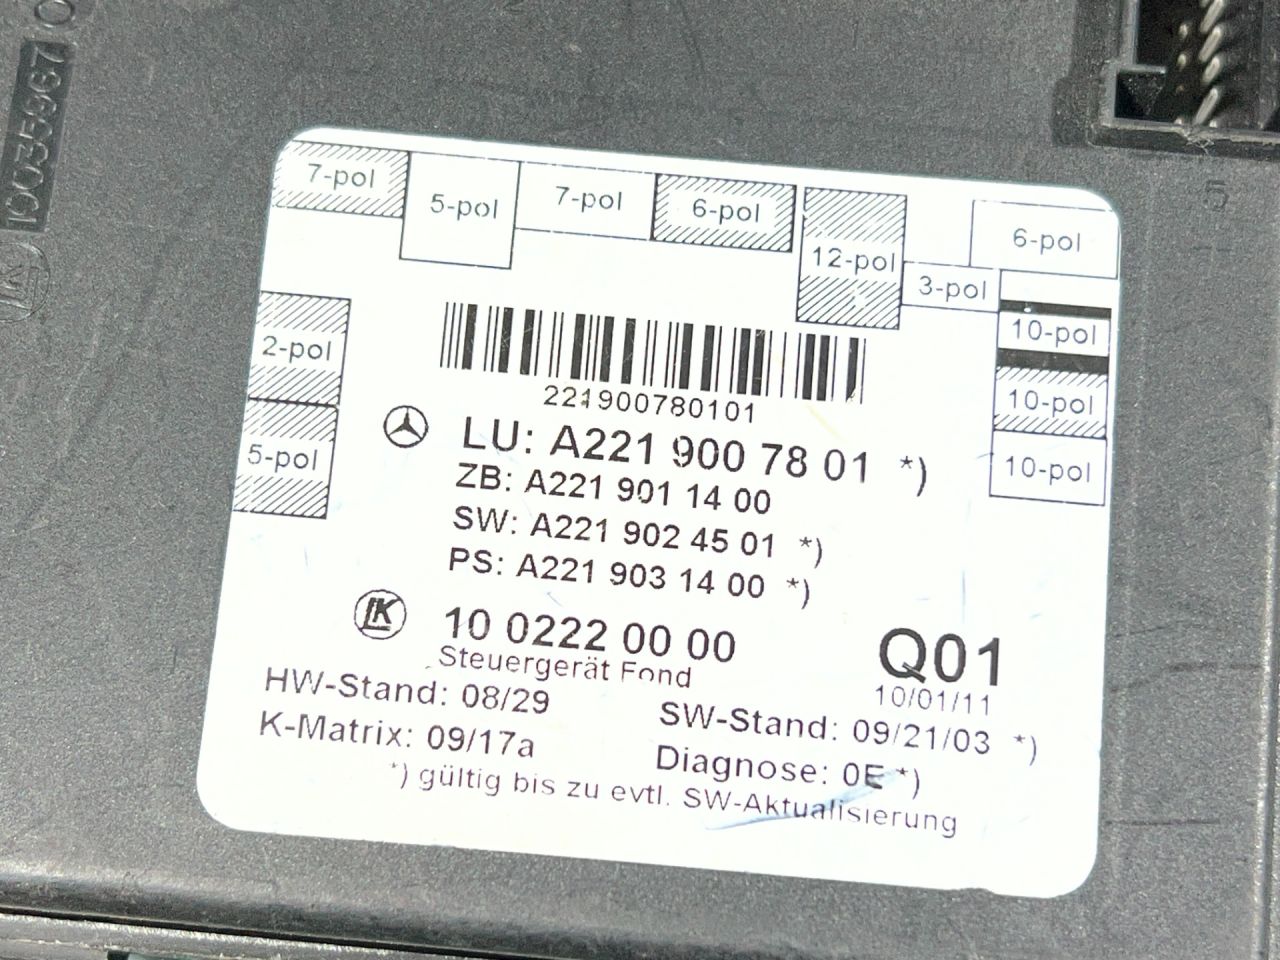 10035967
7-pol
5-pol
7-pol
6-pol
12-pol
3-pol
6-pol
10-pol
10-pol
10-pol
2-pol
5-pol
5
221900780101
LU: A221 900 78 01 *)
ZB: A221 901 14 00
SW: A221 902 45 01 *)
PS: A221 903 14 00 *)
LK 10 0222 00 00
Steuergerät Fond
Q01
10/01/11
HW-Stand: 08/29
SW-Stand: 09/21/03 *)
K-Matrix: 09/17a
Diagnose: 0E *)
*) gültig bis zu evtl. SW-Aktualisierung